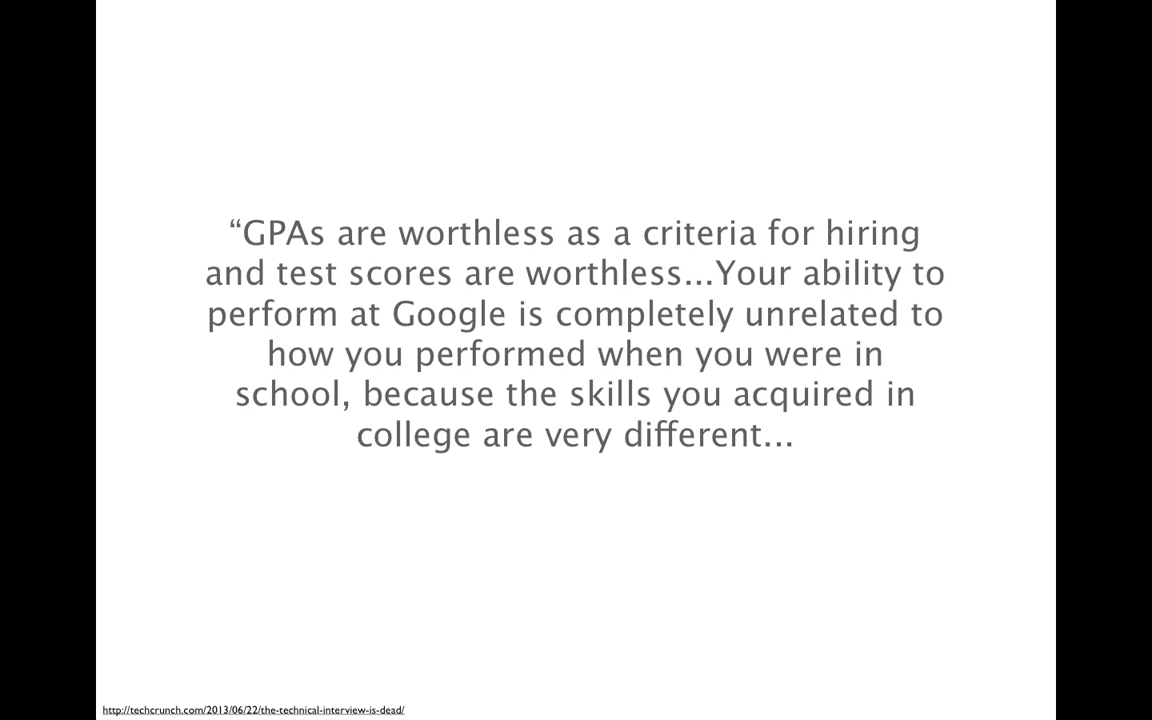 “GPAs are worthless as a criteria for hiring
and test scores are worthless...Your ability to
perform at Google is completely unrelated to
how you performed when you were in
school, because the skills you acquired in
college are very different...
http://techcrunch.com/2013/06/22/the-technical-interview-is-dead/